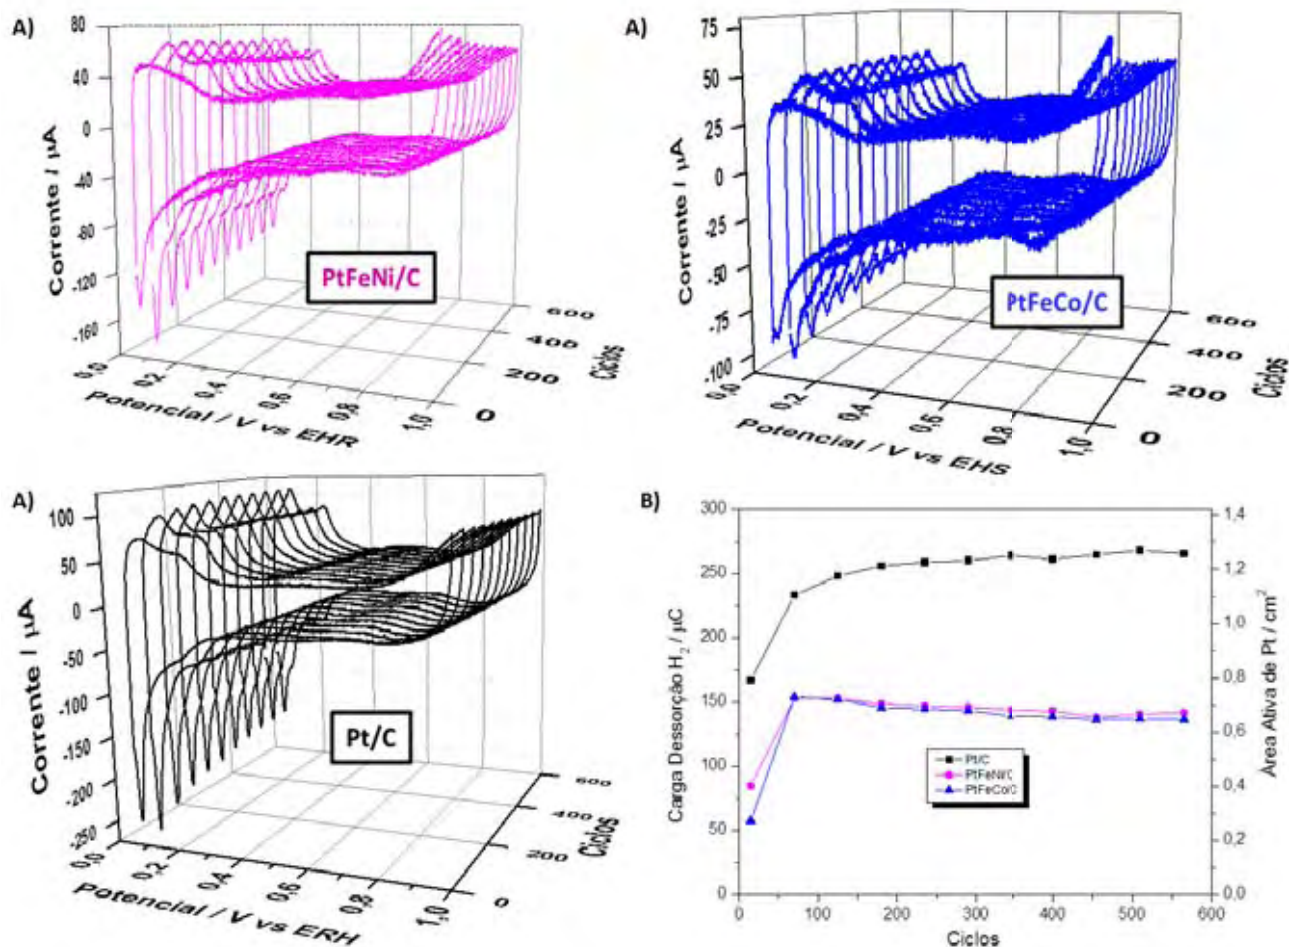 A)
80
40
0
-40
-80
-120
-160
Corrente / µA
PtFeNi/C
0,0
0,2
0,4
0,6
0,8
1,0
Potencial / V vs EHR
0
200
400
600
Ciclos
A)
75
50
25
0
-25
-50
-75
-100
Corrente / µA
PtFeCo/C
0,0
0,2
0,4
0,6
0,8
1,0
Potencial / V vs EHS
0
200
400
600
Ciclos
A)
100
50
0
-50
-100
-150
-200
-250
Corrente / µA
Pt/C
0,0
0,2
0,4
0,6
0,8
1,0
Potencial / V vs ERH
0
200
400
600
Ciclos
B)
300
250
200
150
100
50
0
Carga Dessorção H2 / µC
1,4
1,2
1,0
0,8
0,6
0,4
0,2
0,0
Área Ativa de Pt / cm²
Pt/C
PtFeNi/C
PtFeCo/C
0 100 200 300 400 500 600
Ciclos